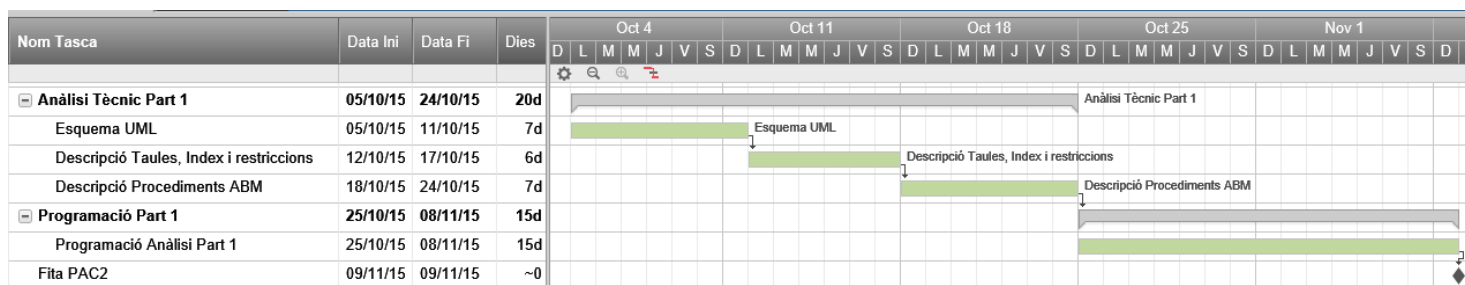 Nom Tasca Data Ini Data Fi Dies Oct 4 Oct 11 Oct 18 Oct 25 Nov 1
D L M M J V S D L M M J V S D L M M J V S D L M M J V S D L M M J V S D
Anàlisi Tècnic Part 1 05/10/15 24/10/15 20d Anàlisi Tècnic Part 1
Esquema UML 05/10/15 11/10/15 7d Esquema UML
Descripció Taules, Index i restriccions 12/10/15 17/10/15 6d Descripció Taules, Index i restriccions
Descripció Procediments ABM 18/10/15 24/10/15 7d Descripció Procediments ABM
Programació Part 1 25/10/15 08/11/15 15d
Programació Anàlisi Part 1 25/10/15 08/11/15 15d
Fita PAC2 09/11/15 09/11/15 ~0